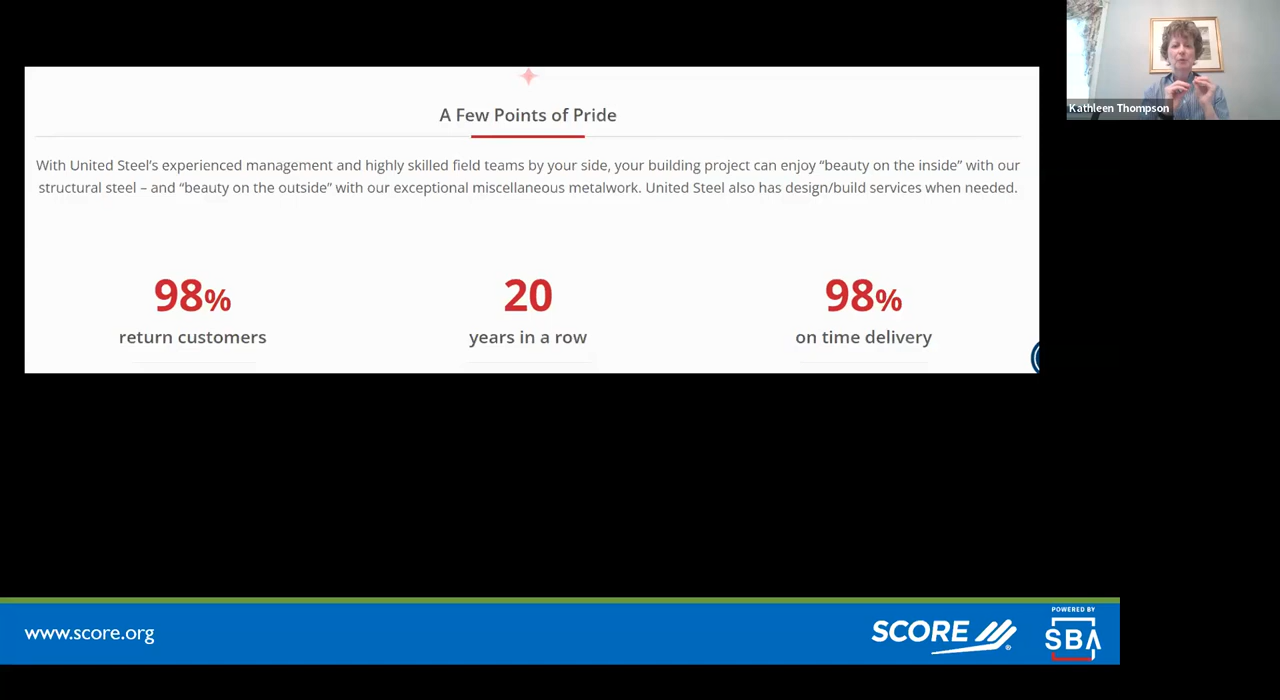 Kathleen Thompson
A Few Points of Pride
With United Steel’s experienced management and highly skilled field teams by your side, your building project can enjoy “beauty on the inside” with our
structural steel – and “beauty on the outside” with our exceptional miscellaneous metalwork. United Steel also has design/build services when needed.
98%
return customers
20
years in a row
98%
on time delivery
www.score.org
SCORE
®
POWERED BY
SBA